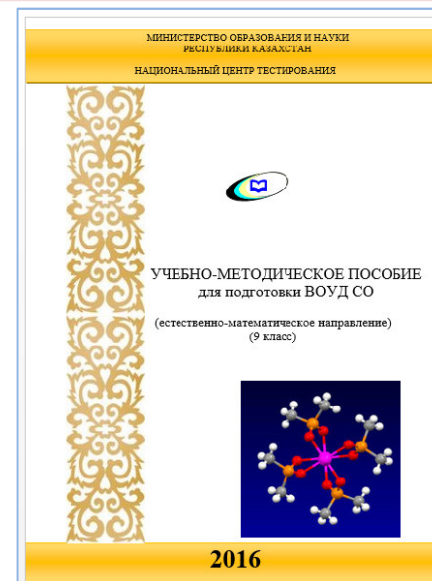 МИНИСТЕРСТВО ОБРАЗОВАНИЯ И НАУКИ
РЕСПУБЛИКИ КАЗАХСТАН
НАЦИОНАЛЬНЫЙ ЦЕНТР ТЕСТИРОВАНИЯ
УЧЕБНО-МЕТОДИЧЕСКОЕ ПОСОБИЕ
для подготовки ВОУД СО
(естественно-математическое направление)
(9 класс)
2016